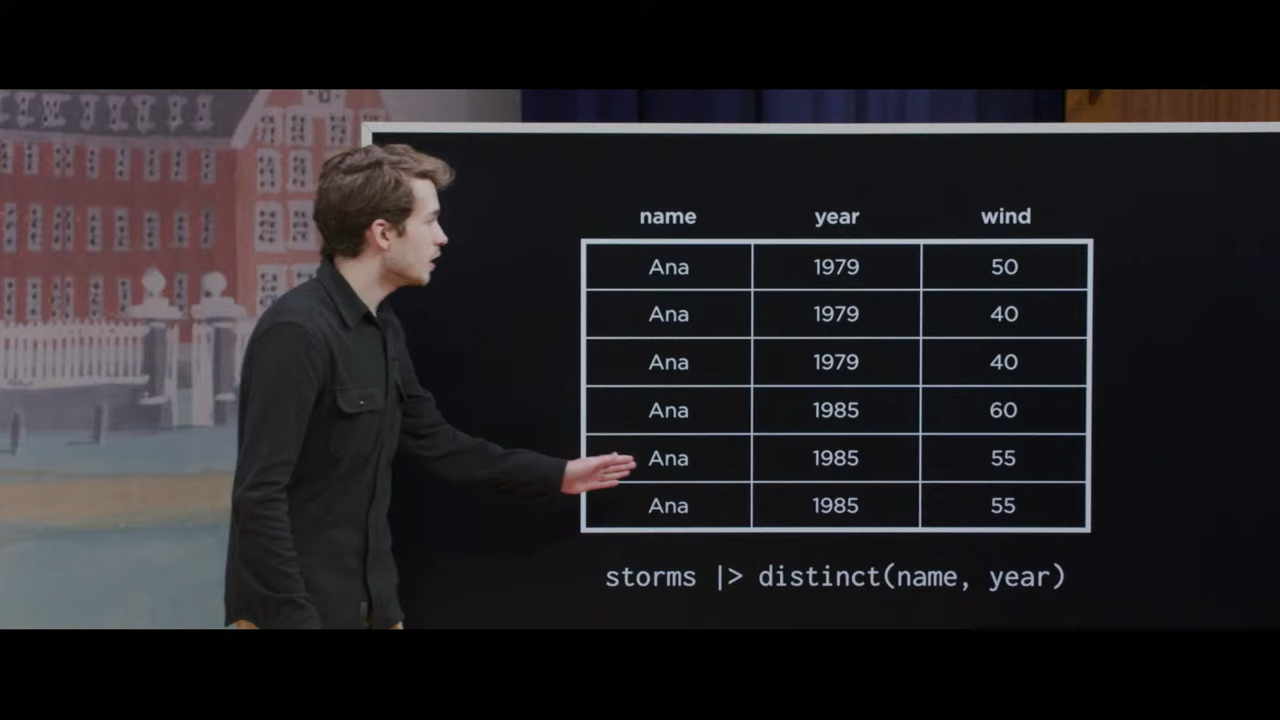 name year wind
Ana 1979 50
Ana 1979 40
Ana 1979 40
Ana 1985 60
Ana 1985 55
Ana 1985 55
storms |> distinct(name, year)